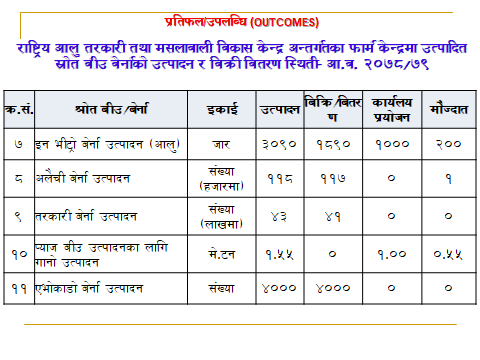 प्रतिफल/उपलब्धि (OUTCOMES)
राष्ट्रिय आलु तरकारी तथा मसलाबाली विकास केन्द्र अन्तर्गतका फार्म केन्द्रमा उत्पादित
स्रोत बीउ बेर्नाको उत्पादन र बिक्री बितरण स्थिती- आ.ब. २०७८/७९
क्र.सं. श्रोत बीउ/बेर्ना इकाई उत्पादन बिक्रि/बितरण कार्यलय प्रयोजन मौज्दात
७ इन भीट्रो बेर्ना उत्पादन (आलु) जार ३०९० १८९० १००० २००
८ अलैची बेर्ना उत्पादन संख्या (हजारमा) ११८ ११७ ० १
९ तरकारी बेर्ना उत्पादन संख्या (लाखमा) ४३ ४१ ० ०
१० प्याज बीउ उत्पादनका लागि गानो उत्पादन मे.टन १.५५ ० १.०० ०.५५
११ एभोकाडो बेर्ना उत्पादन संख्या ४००० ४००० ० ०